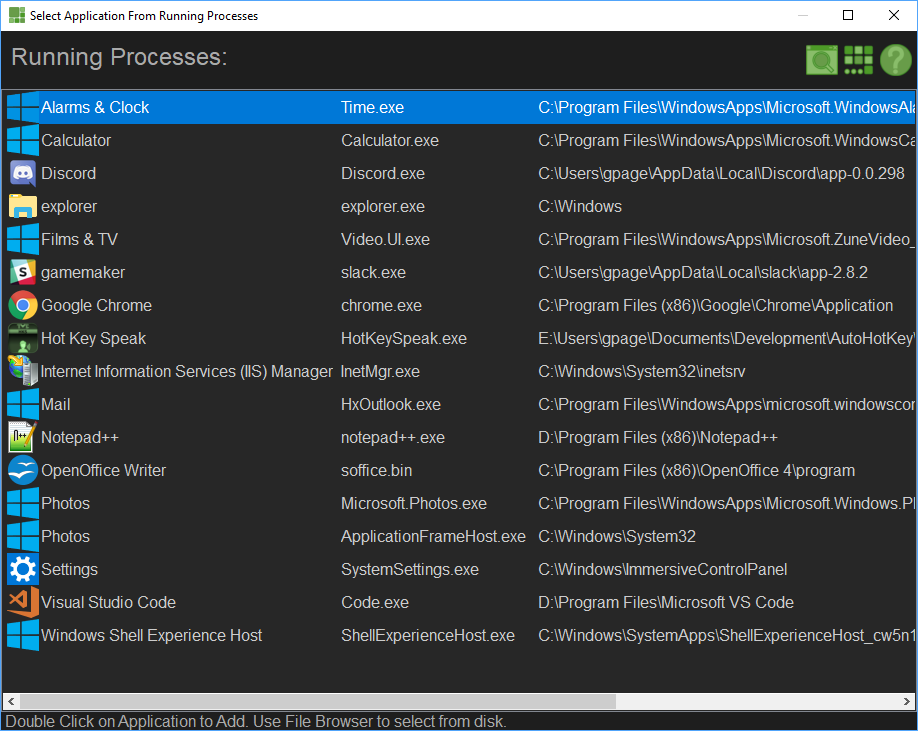 Select Application From Running Processes
Running Processes:
Alarms & Clock Time.exe C:\Program Files\WindowsApps\Microsoft.WindowsAla
Calculator Calculator.exe C:\Program Files\WindowsApps\Microsoft.WindowsCa
Discord Discord.exe C:\Users\gpage\AppData\Local\Discord\app-0.0.298
explorer explorer.exe C:\Windows
Films & TV Video.UI.exe C:\Program Files\WindowsApps\Microsoft.ZuneVideo_
gamemaker slack.exe C:\Users\gpage\AppData\Local\slack\app-2.8.2
Google Chrome chrome.exe C:\Program Files (x86)\Google\Chrome\Application
Hot Key Speak HotKeySpeak.exe E:\Users\gpage\Documents\Development\AutoHotKey\
Internet Information Services (IIS) Manager InetMgr.exe C:\Windows\System32\inetsrv
Mail HxOutlook.exe C:\Program Files\WindowsApps\microsoft.windowscor
Notepad++ notepad++.exe D:\Program Files (x86)\Notepad++
OpenOffice Writer soffice.bin C:\Program Files (x86)\OpenOffice 4\program
Photos Microsoft.Photos.exe C:\Program Files\WindowsApps\Microsoft.Windows.Ph
Photos ApplicationFrameHost.exe C:\Windows\System32
Settings SystemSettings.exe C:\Windows\ImmersiveControlPanel
Visual Studio Code Code.exe D:\Program Files\Microsoft VS Code
Windows Shell Experience Host ShellExperienceHost.exe C:\Windows\SystemApps\ShellExperienceHost_cw5n1
Double Click on Application to Add. Use File Browser to select from disk.